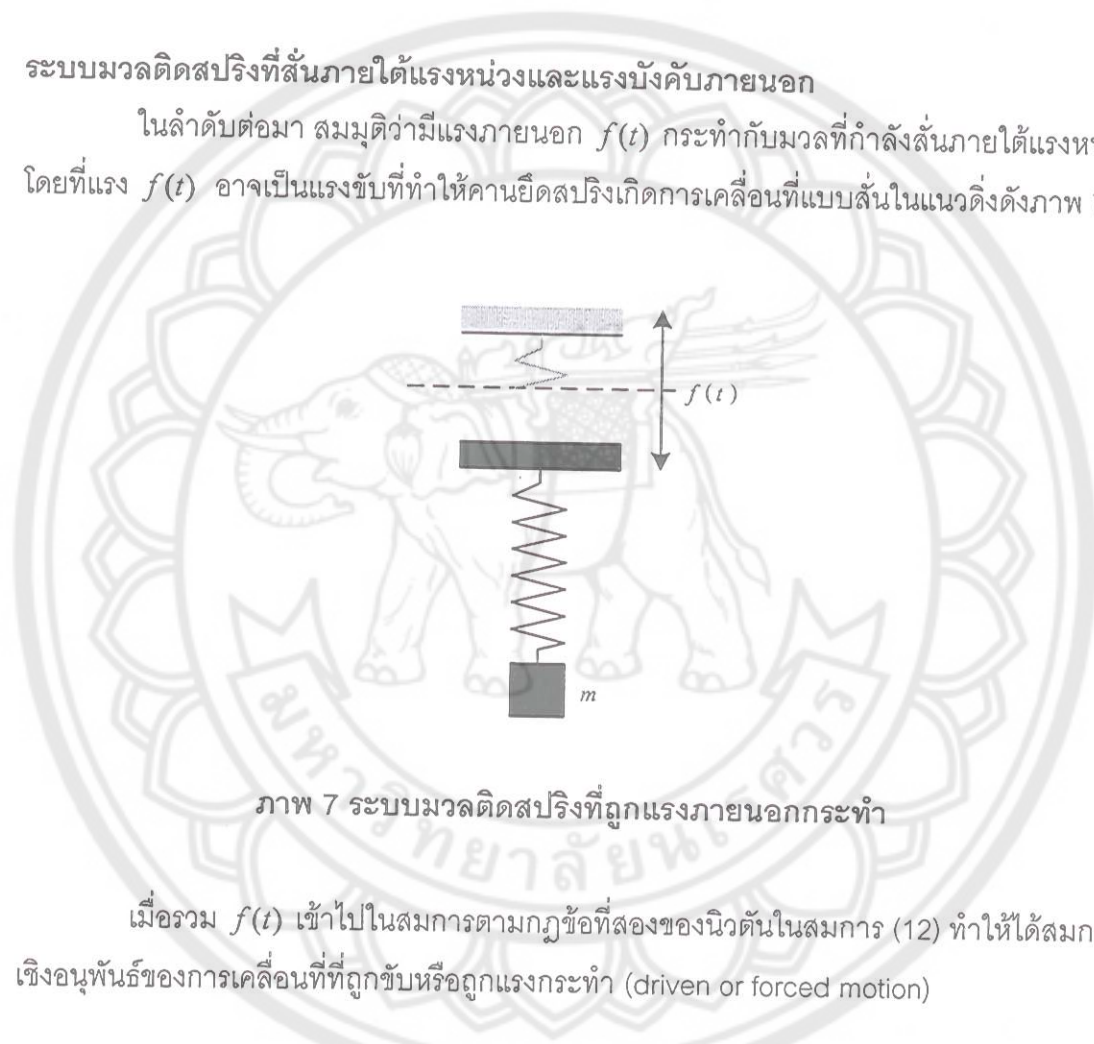 ระบบมวลติดสปริงที่สั่นภายใต้แรงหน่วงและแรงบังคับภายนอก
ในลำดับต่อมา สมมุติว่ามีแรงภายนอก f(t) กระทำกับมวลที่กำลังสั่นภายใต้แรง
โดยที่แรง f(t) อาจเป็นแรงขับที่ทำให้คานยึดสปริงเกิดการเคลื่อนที่แบบสั่นในแนวดิ่งดังภาพ
f(t)
m
มหาวิทยาลัยนเรศวร
ภาพ 7 ระบบมวลติดสปริงที่ถูกแรงภายนอกกระทำ
เมื่อรวม f(t) เข้าไปในสมการตามกฎข้อที่สองของนิวตันในสมการ (12) ทำให้ได้สมก
เชิงอนุพันธ์ของการเคลื่อนที่ที่ถูกขับหรือถูกแรงกระทำ (driven or forced motion)